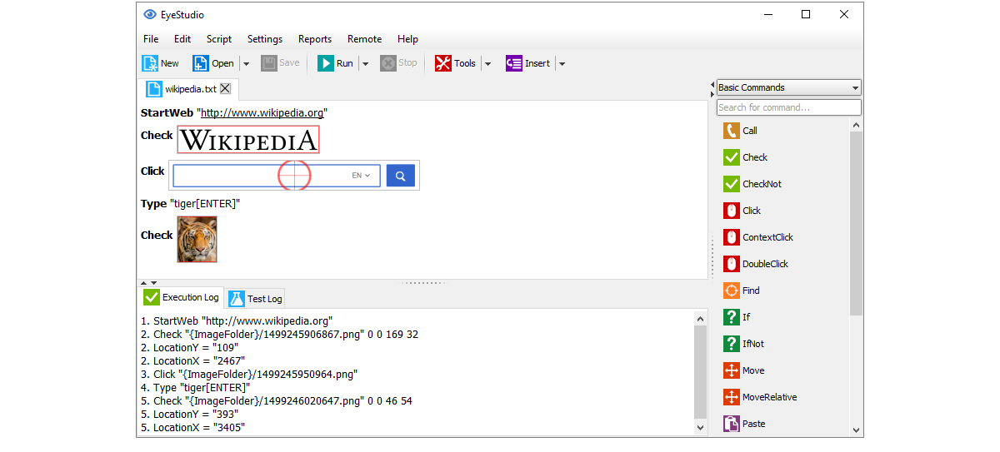 EyeStudio
File Edit Script Settings Reports Remote Help
New Open Save Run Stop Tools Insert
wikipedia.txt
StartWeb "http://www.wikipedia.org"
Check WIKIPEDIA
Click EN
Type "tiger[ENTER]"
Check
Execution Log Test Log
1. StartWeb "http://www.wikipedia.org"
2. Check "{ImageFolder}/1499245906867.png" 0 0 169 32
2. LocationY = "109"
2. LocationX = "2467"
3. Click "{ImageFolder}/1499245950964.png"
4. Type "tiger[ENTER]"
5. Check "{ImageFolder}/1499246020647.png" 0 0 46 54
5. LocationY = "393"
5. LocationX = "3405"
Basic Commands
Search for command...
Call
Check
CheckNot
Click
ContextClick
DoubleClick
Find
If
IfNot
Move
MoveRelative
Paste